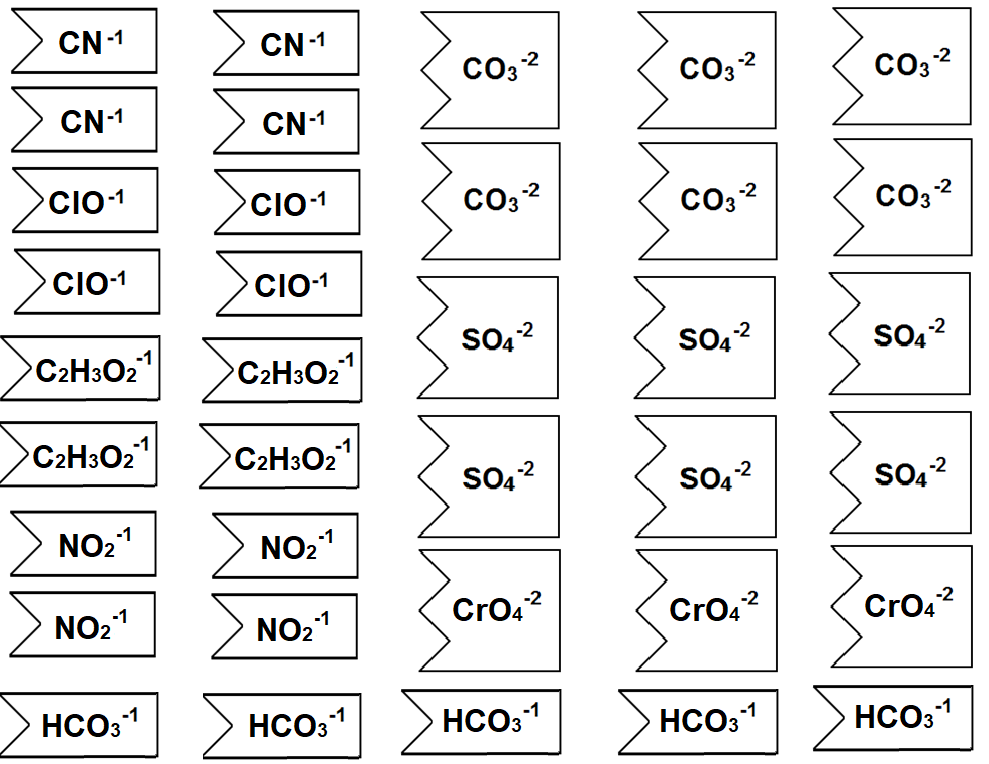 CN⁻¹ CN⁻¹ CO₃⁻² CO₃⁻² CO₃⁻²
CN⁻¹ CN⁻¹
ClO⁻¹ ClO⁻¹ CO₃⁻² CO₃⁻² CO₃⁻²
ClO⁻¹ ClO⁻¹
C₂H₃O₂⁻¹ C₂H₃O₂⁻¹ SO₄⁻² SO₄⁻² SO₄⁻²
C₂H₃O₂⁻¹ C₂H₃O₂⁻¹ SO₄⁻² SO₄⁻² SO₄⁻²
NO₂⁻¹ NO₂⁻¹
NO₂⁻¹ NO₂⁻¹ CrO₄⁻² CrO₄⁻² CrO₄⁻²
HCO₃⁻¹ HCO₃⁻¹ HCO₃⁻¹ HCO₃⁻¹ HCO₃⁻¹